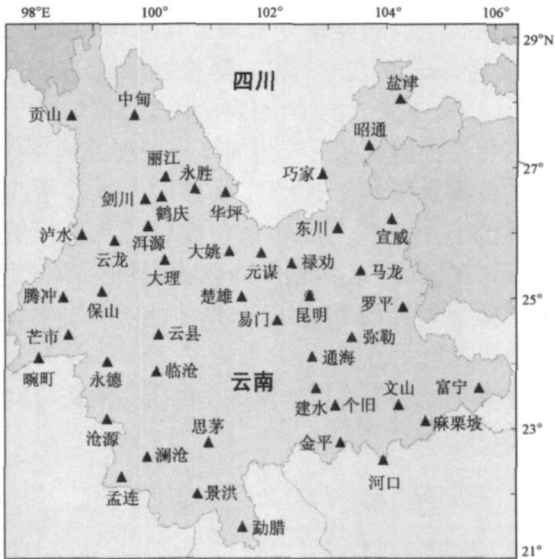 98°E
100°
102°
104°
106°
29°N
四川
盐津
贡山
中甸
昭通
丽江
永胜
巧家
27°
剑川
鹤庆
华坪
东川
宣威
泸水
洱源
云龙
大姚
元谋
禄劝
马龙
大理
腾冲
保山
楚雄
昆明
罗平
25°
易门
芒市
云县
弥勒
通海
畹町
永德
临沧
云南
文山
富宁
建水
个旧
沧源
思茅
麻栗坡
23°
澜沧
金平
河口
孟连
景洪
勐腊
21°